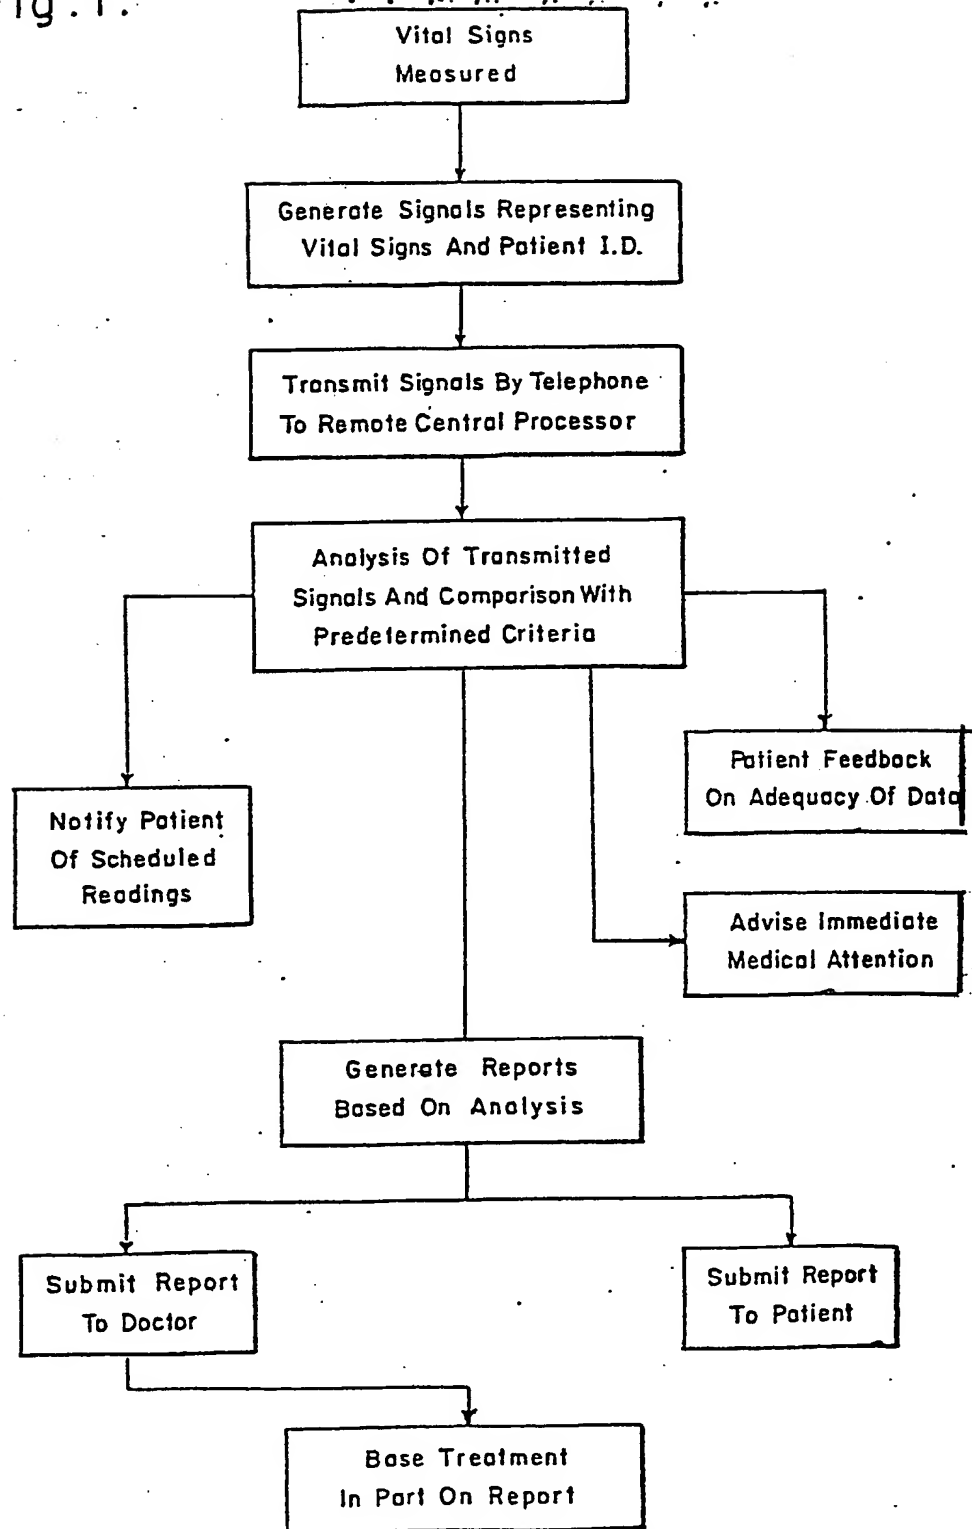 ig.1.
Vital Signs
Measured
Generate Signals Representing
Vital Signs And Patient I.D.
Transmit Signals By Telephone
To Remote Central Processor
Analysis Of Transmitted
Signals And Comparison With
Predetermined Criteria
Patient Feedback
On Adequacy Of Data
Notify Patient
Of Scheduled
Readings
Advise Immediate
Medical Attention
Generate Reports
Based On Analysis
Submit Report
To Doctor
Submit Report
To Patient
Base Treatment
In Part On Report